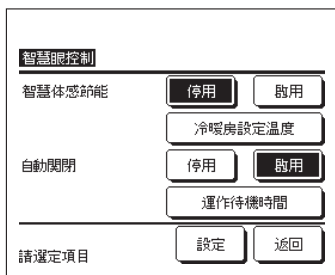 智慧眼控制
智慧体感節能 停用 啟用
冷暖房設定温度
自動関閉 停用 啟用
運作待機時間
請選定項目 設定 返回